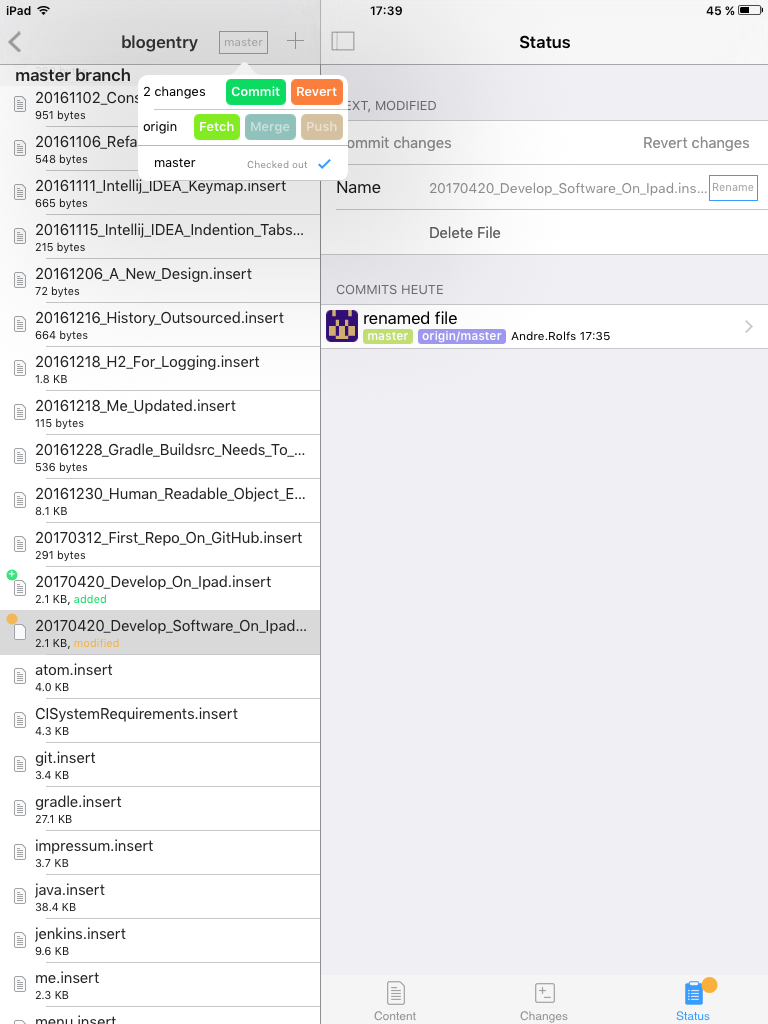 iPad 17:39 45 %
blogentry master
master branch
20161102_Cons
951 bytes
20161106_Refa
548 bytes
20161111_Intellij_IDEA_Keymap.insert
665 bytes
20161115_Intellij_IDEA_Indention_Tabs...
215 bytes
20161206_A_New_Design.insert
72 bytes
20161216_History_Outsourced.insert
664 bytes
20161218_H2_For_Logging.insert
1.8 KB
20161218_Me_Updated.insert
115 bytes
20161228_Gradle_Buildsrc_Needs_To_...
536 bytes
20161230_Human_Readable_Object_E...
8.1 KB
20170312_First_Repo_On_GitHub.insert
291 bytes
20170420_Develop_On_Ipad.insert
2.1 KB, added
20170420_Develop_Software_On_Ipad...
2.1 KB, modified
atom.insert
4.0 KB
CISystemRequirements.insert
4.3 KB
git.insert
3.4 KB
gradle.insert
27.1 KB
impressum.insert
3.7 KB
java.insert
38.4 KB
jenkins.insert
9.6 KB
me.insert
2.3 KB
menu.insert
2 changes Commit Revert
origin Fetch Merge Push
master Checked out
Status
EXT, MODIFIED
ommit changes Revert changes
Name 20170420_Develop_Software_On_Ipad.ins... Rename
Delete File
COMMITS HEUTE
renamed file
master origin/master Andre.Rolfs 17:35
Content Changes Status